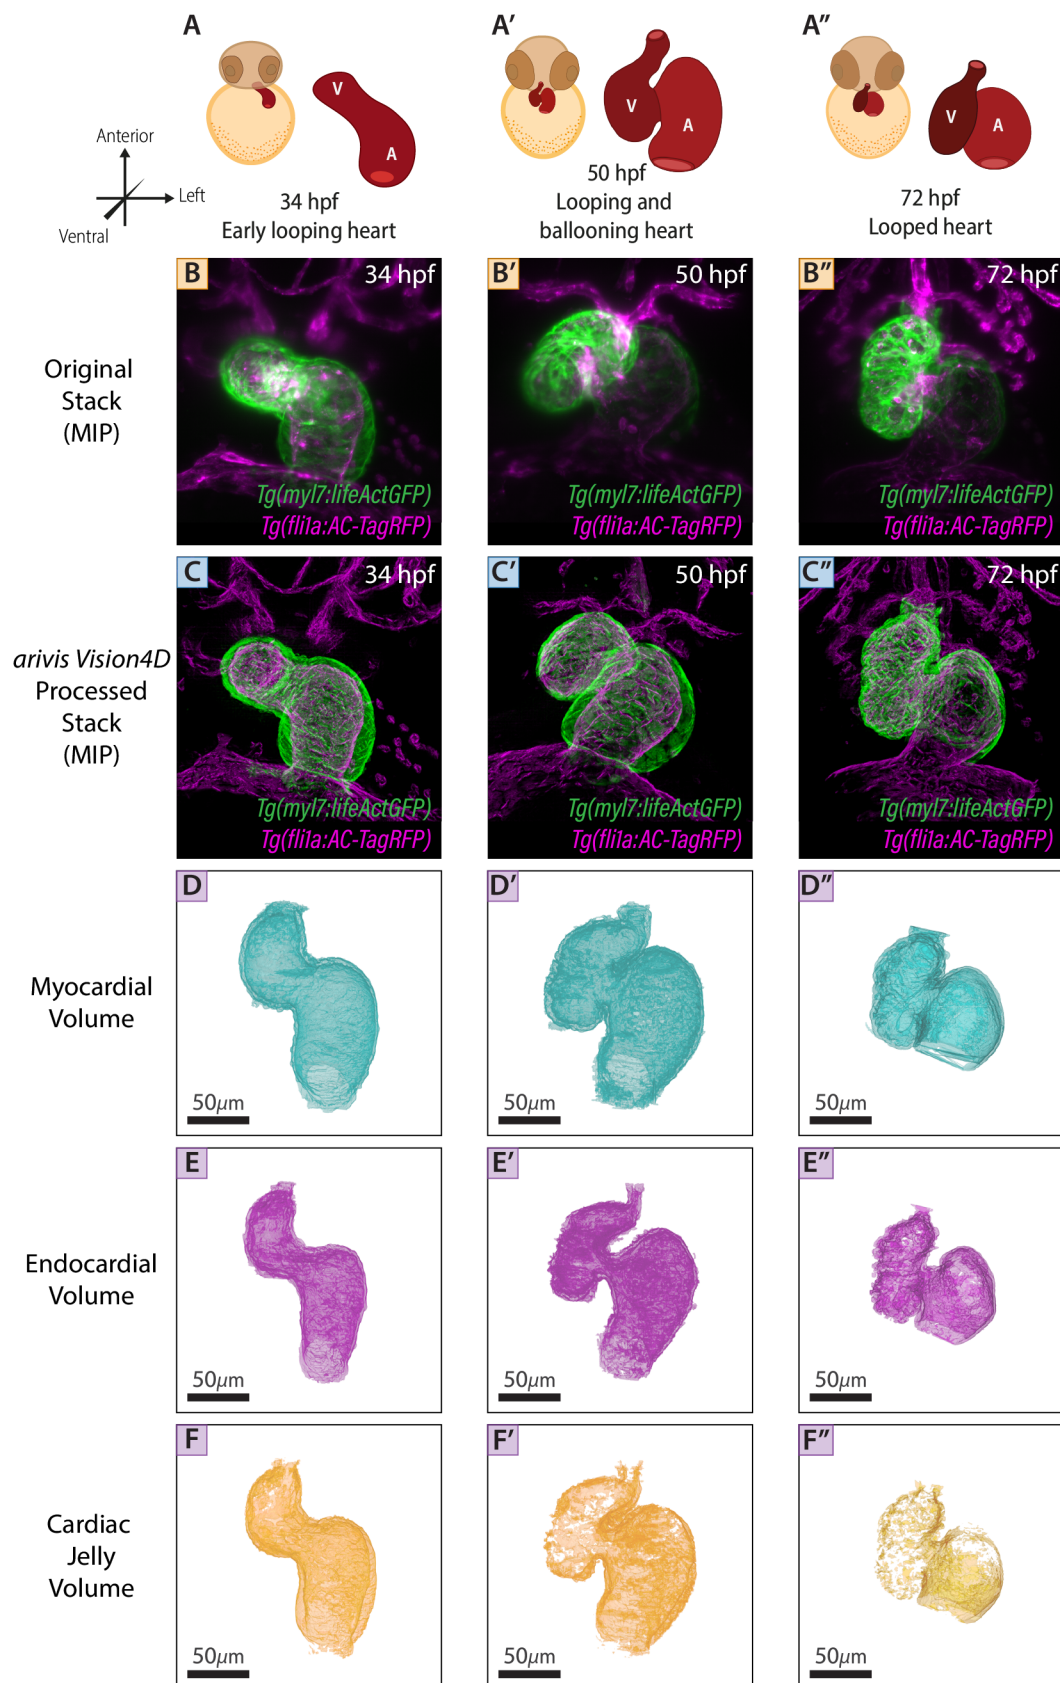 A
A′
A″
V
A
V
A
V
A
Anterior
Left
Ventral
34 hpf
Early looping heart
50 hpf
Looping and
ballooning heart
72 hpf
Looped heart
B
34 hpf
B′
50 hpf
B″
72 hpf
Original
Stack
(MIP)
Tg(myl7:lifeActGFP)
Tg(fli1a:AC-TagRFP)
Tg(myl7:lifeActGFP)
Tg(fli1a:AC-TagRFP)
Tg(myl7:lifeActGFP)
Tg(fli1a:AC-TagRFP)
C
34 hpf
C′
50 hpf
C″
72 hpf
arivis Vision4D
Processed
Stack
(MIP)
Tg(myl7:lifeActGFP)
Tg(fli1a:AC-TagRFP)
Tg(myl7:lifeActGFP)
Tg(fli1a:AC-TagRFP)
Tg(myl7:lifeActGFP)
Tg(fli1a:AC-TagRFP)
D
D′
D″
Myocardial
Volume
50μm
50μm
50μm
E
E′
E″
Endocardial
Volume
50μm
50μm
50μm
F
F′
F″
Cardiac
Jelly
Volume
50μm
50μm
50μm